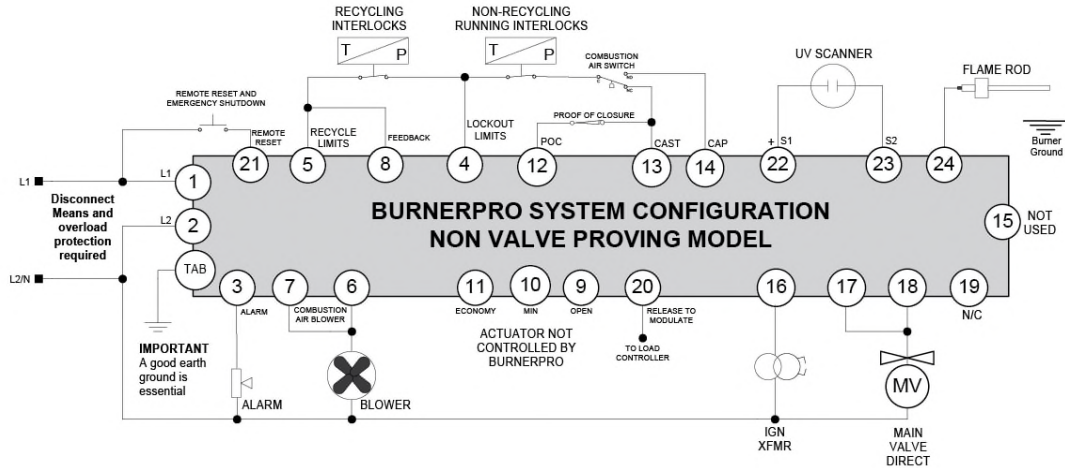 RECYCLING
INTERLOCKS
NON-RECYCLING
RUNNING INTERLOCKS
T
P
T
P
COMBUSTION
AIR SWITCH
NO
NC
C
UV SCANNER
FLAME ROD
REMOTE RESET AND
EMERGENCY SHUTDOWN
REMOTE
RESET
RECYCLE
LIMITS
FEEDBACK
LOCKOUT
LIMITS
PROOF OF CLOSURE
POC
CAST
CAP
+ S1
S2
Burner
Ground
21
5
8
4
12
13
14
22
23
24
L1
L1
1
Disconnect
Means and
overload
protection
required
L2
2
BURNERPRO SYSTEM CONFIGURATION
NON VALVE PROVING MODEL
15
NOT
USED
L2/N
TAB
3
7
6
11
10
9
20
16
17
18
19
ALARM
COMBUSTION
AIR BLOWER
ECONOMY
MIN
OPEN
RELEASE TO
MODULATE
N/C
ACTUATOR NOT
CONTROLLED BY
BURNERPRO
TO LOAD
CONTROLLER
IMPORTANT
A good earth
ground is
essential
ALARM
BLOWER
MV
IGN
XFMR
MAIN
VALVE
DIRECT